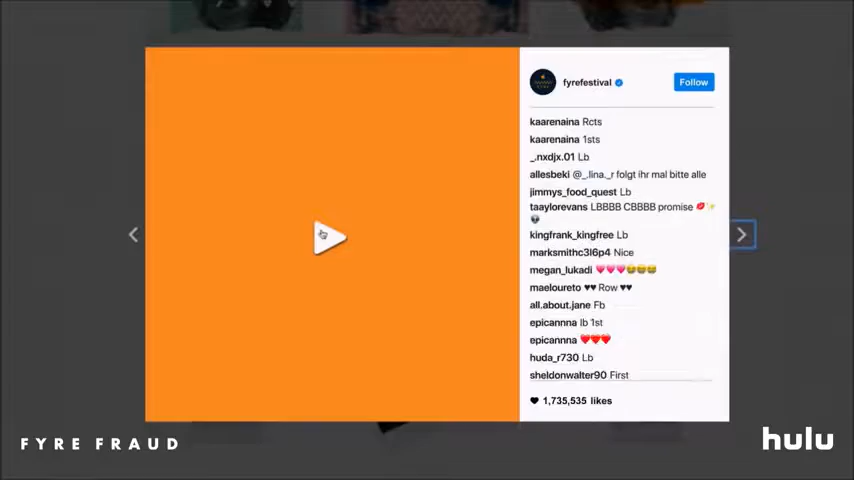 fyrefestival
Follow
kaarenaina Rcts
kaarenaina 1sts
_.nxdjx.01 Lb
allesbeki @_.lina._r folgt ihr mal bitte alle
jimmys_food_quest Lb
taaylorevans LBBBB CBBBB promise 💋✨
👽
kingfrank_kingfree Lb
marksmithc3l6p4 Nice
megan_lukadi 💗💗💗😂😂😂
maeloureto ♥♥ Row ♥♥
all.about.jane Fb
epicannna lb 1st
epicannna ❤️❤️❤️
huda_r730 Lb
sheldonwalter90 First
1,735,535 likes
FYRE FRAUD
hulu